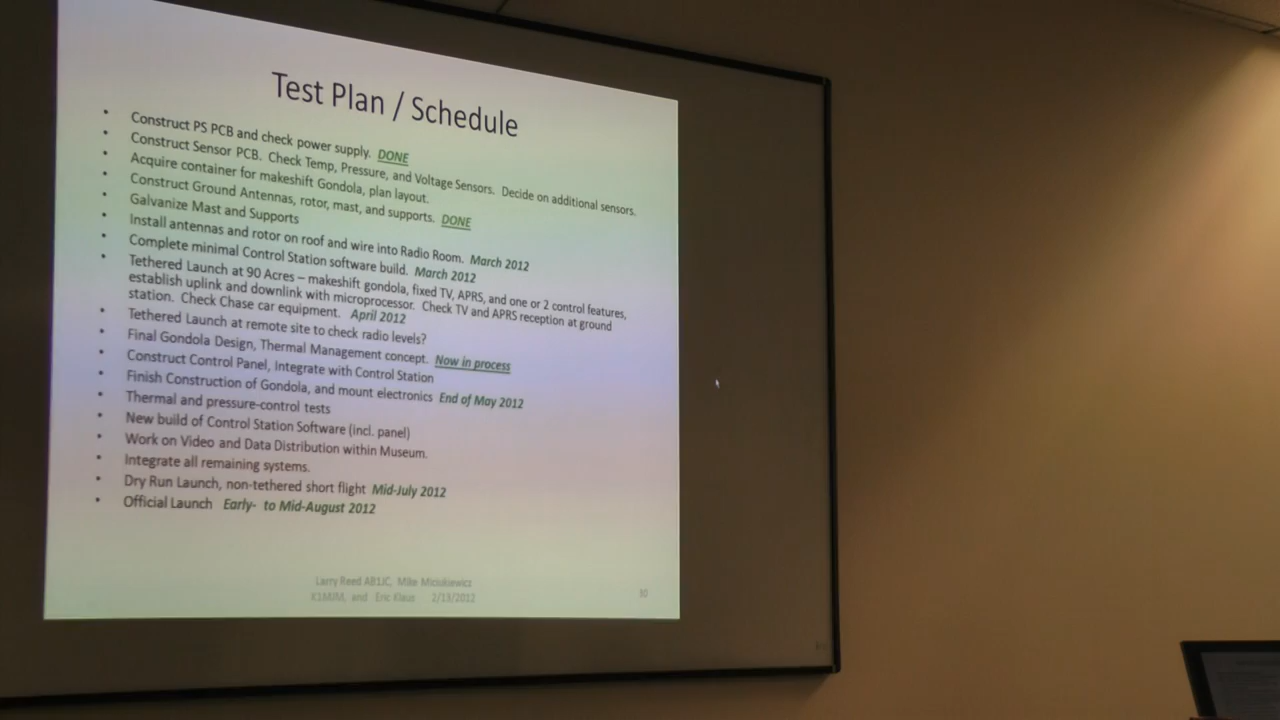 Test Plan / Schedule
• Construct PS PCB and check power supply. DONE
• Construct Sensor PCB. Check Temp, Pressure, and Voltage Sensors. Decide on additional sensors.
• Acquire container for makeshift Gondola, plan layout.
• Construct Ground Antennas, rotor, mast, and supports. DONE
• Galvanize Mast and Supports
• Install antennas and rotor on roof and wire into Radio Room. March 2012
• Complete minimal Control Station software build. March 2012
• Tethered Launch at 90 Acres – makeshift gondola, fixed TV, APRS, and one or 2 control features,
establish uplink and downlink with microprocessor. Check TV and APRS reception at ground
station. Check Chase car equipment. April 2012
• Tethered Launch at remote site to check radio levels?
• Final Gondola Design, Thermal Management concept. Now in process
• Construct Control Panel, Integrate with Control Station
• Finish Construction of Gondola, and mount electronics End of May 2012
• Thermal and pressure-control tests
• New build of Control Station Software (incl. panel)
• Work on Video and Data Distribution within Museum.
• Integrate all remaining systems.
• Dry Run Launch, non-tethered short flight Mid-July 2012
• Official Launch Early- to Mid-August 2012
Larry Reed AB1IC, Mike Miciukiewicz
K1MJM, and Eric Klaus 2/13/2012
30